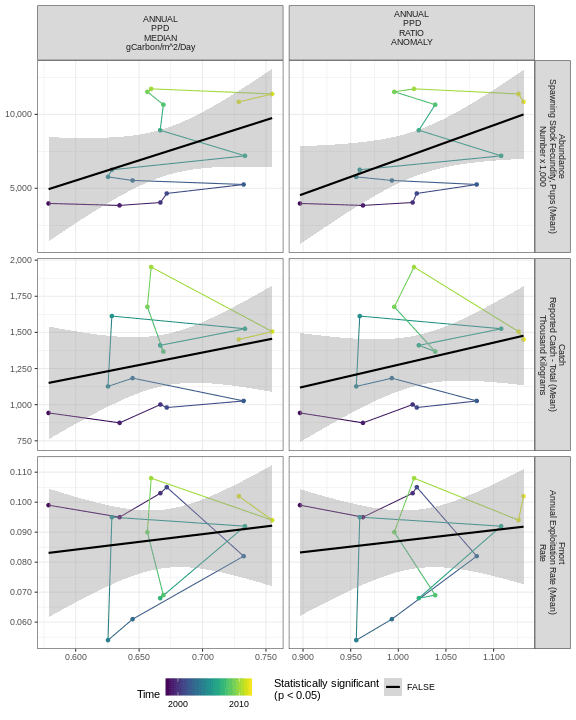 ANNUAL
PPD
MEDIAN
gCarbon/m^2/Day
ANNUAL
PPD
RATIO
ANOMALY
10,000
5,000
Abundance
Spawning Stock Fecundity, Pups (Mean)
Number x 1,000
2,000
1,750
1,500
1,250
1,000
750
Catch
Reported Catch - Total (Mean)
Thousand Kilograms
0.110
0.100
0.090
0.080
0.070
0.060
Fmort
Annual Exploitation Rate (Mean)
Rate
0.600
0.650
0.700
0.750
0.900
0.950
1.000
1.050
1.100
Time
2000
2010
Statistically significant
(p < 0.05)
FALSE